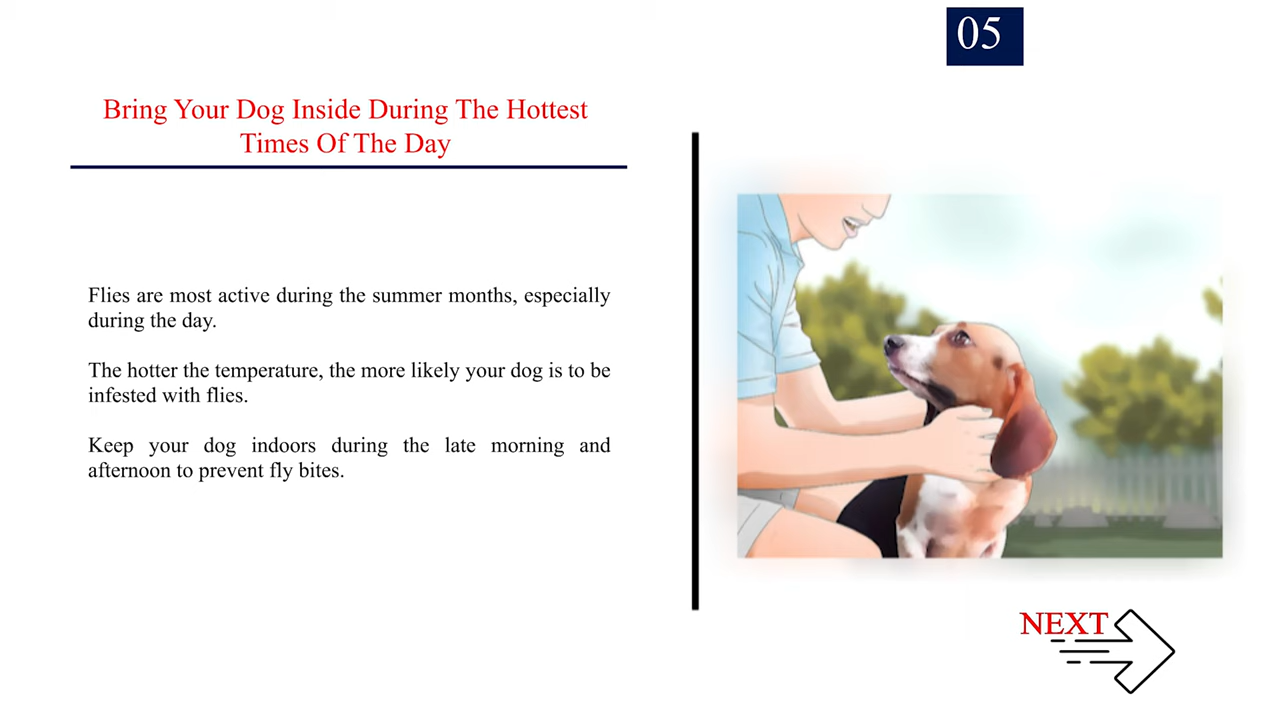 05
Bring Your Dog Inside During The Hottest
Times Of The Day
Flies are most active during the summer months, especially
during the day.
The hotter the temperature, the more likely your dog is to be
infested with flies.
Keep your dog indoors during the late morning and
afternoon to prevent fly bites.
NEXT